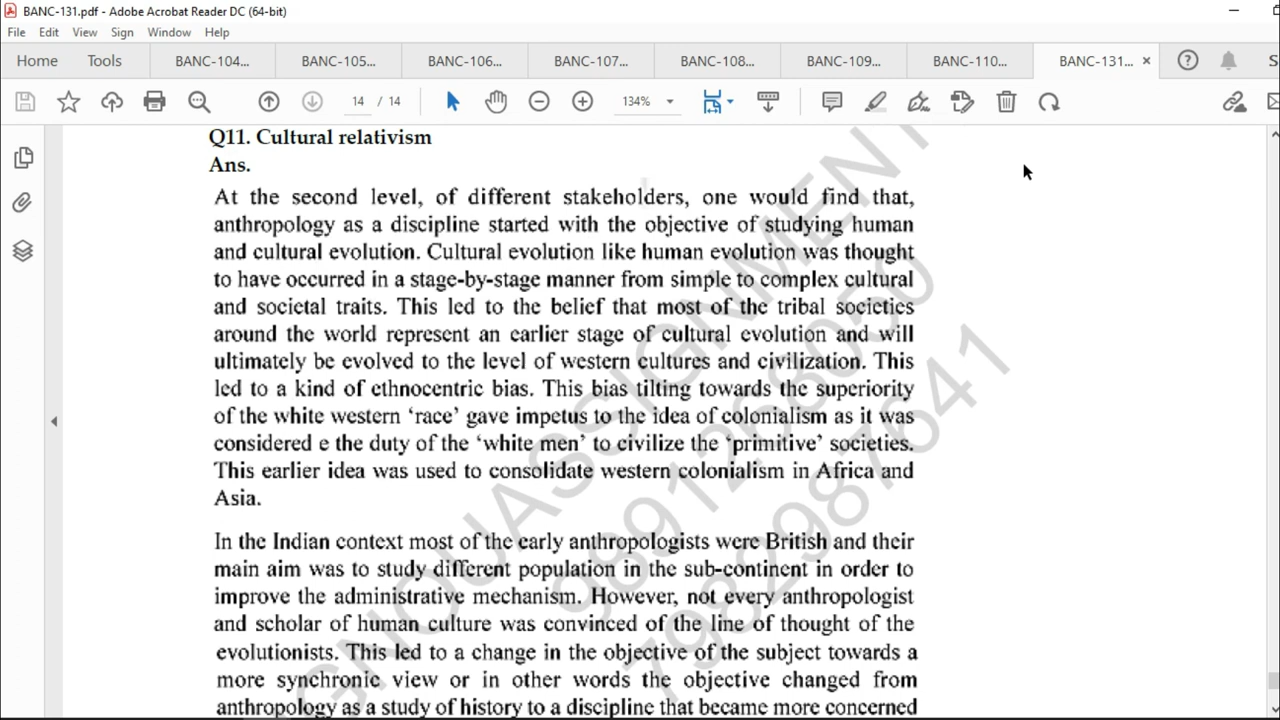 BANC-131.pdf - Adobe Acrobat Reader DC (64-bit)
File Edit View Sign Window Help
Home Tools BANC-104... BANC-105... BANC-106... BANC-107... BANC-108... BANC-109... BANC-110... BANC-131... ×
14 / 14 134%
Q11. Cultural relativism
Ans.
At the second level, of different stakeholders, one would find that,
anthropology as a discipline started with the objective of studying human
and cultural evolution. Cultural evolution like human evolution was thought
to have occurred in a stage-by-stage manner from simple to complex cultural
and societal traits. This led to the belief that most of the tribal societies
around the world represent an earlier stage of cultural evolution and will
ultimately be evolved to the level of western cultures and civilization. This
led to a kind of ethnocentric bias. This bias tilting towards the superiority
of the white western ‘race’ gave impetus to the idea of colonialism as it was
considered e the duty of the ‘white men’ to civilize the ‘primitive’ societies.
This earlier idea was used to consolidate western colonialism in Africa and
Asia.
In the Indian context most of the early anthropologists were British and their
main aim was to study different population in the sub-continent in order to
improve the administrative mechanism. However, not every anthropologist
and scholar of human culture was convinced of the line of thought of the
evolutionists. This led to a change in the objective of the subject towards a
more synchronic view or in other words the objective changed from
anthropology as a study of history to a discipline that became more concerned
GNOUASSIGNMENT
7982987641